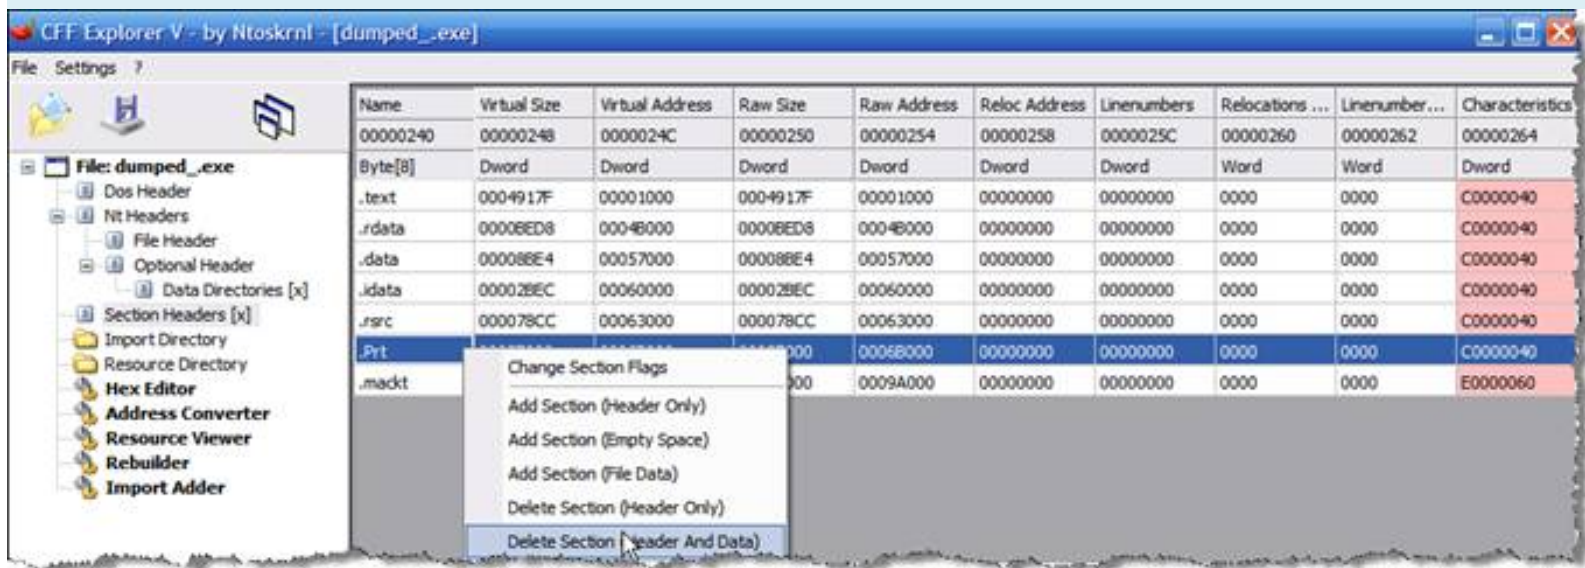 CFF Explorer V - by Ntoskrnl - [dumped_.exe]
File Settings ?
Name Virtual Size Virtual Address Raw Size Raw Address Reloc Address Linenumbers Relocations ... Linenumber... Characteristics
00000240 00000248 0000024C 00000250 00000254 00000258 0000025C 00000260 00000262 00000264
Byte[8] Dword Dword Dword Dword Dword Dword Word Word Dword
.text 0004917F 00001000 0004917F 00001000 00000000 00000000 0000 0000 C0000040
.rdata 0000BED8 0004B000 0000BED8 0004B000 00000000 00000000 0000 0000 C0000040
.data 00008BE4 00057000 00008BE4 00057000 00000000 00000000 0000 0000 C0000040
.idata 00002BEC 00060000 00002BEC 00060000 00000000 00000000 0000 0000 C0000040
.rsrc 000078CC 00063000 000078CC 00063000 00000000 00000000 0000 0000 C0000040
.Prt 0006B000 00000000 00000000 0000 0000 C0000040
.mackt 0009A000 00000000 00000000 0000 0000 E0000060
File: dumped_.exe
Dos Header
Nt Headers
File Header
Optional Header
Data Directories [x]
Section Headers [x]
Import Directory
Resource Directory
Hex Editor
Address Converter
Resource Viewer
Rebuilder
Import Adder
Change Section Flags
Add Section (Header Only)
Add Section (Empty Space)
Add Section (File Data)
Delete Section (Header Only)
Delete Section (Header And Data)